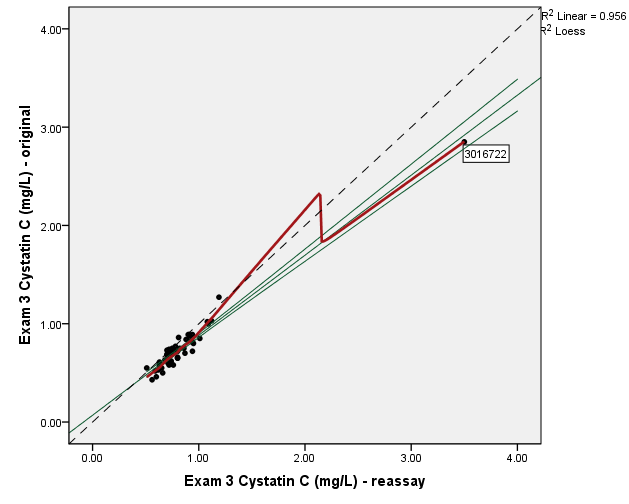 R² Linear = 0.956
R² Loess
4.00
3.00
2.00
1.00
0.00
Exam 3 Cystatin C (mg/L) - original
3016722
0.00 1.00 2.00 3.00 4.00
Exam 3 Cystatin C (mg/L) - reassay